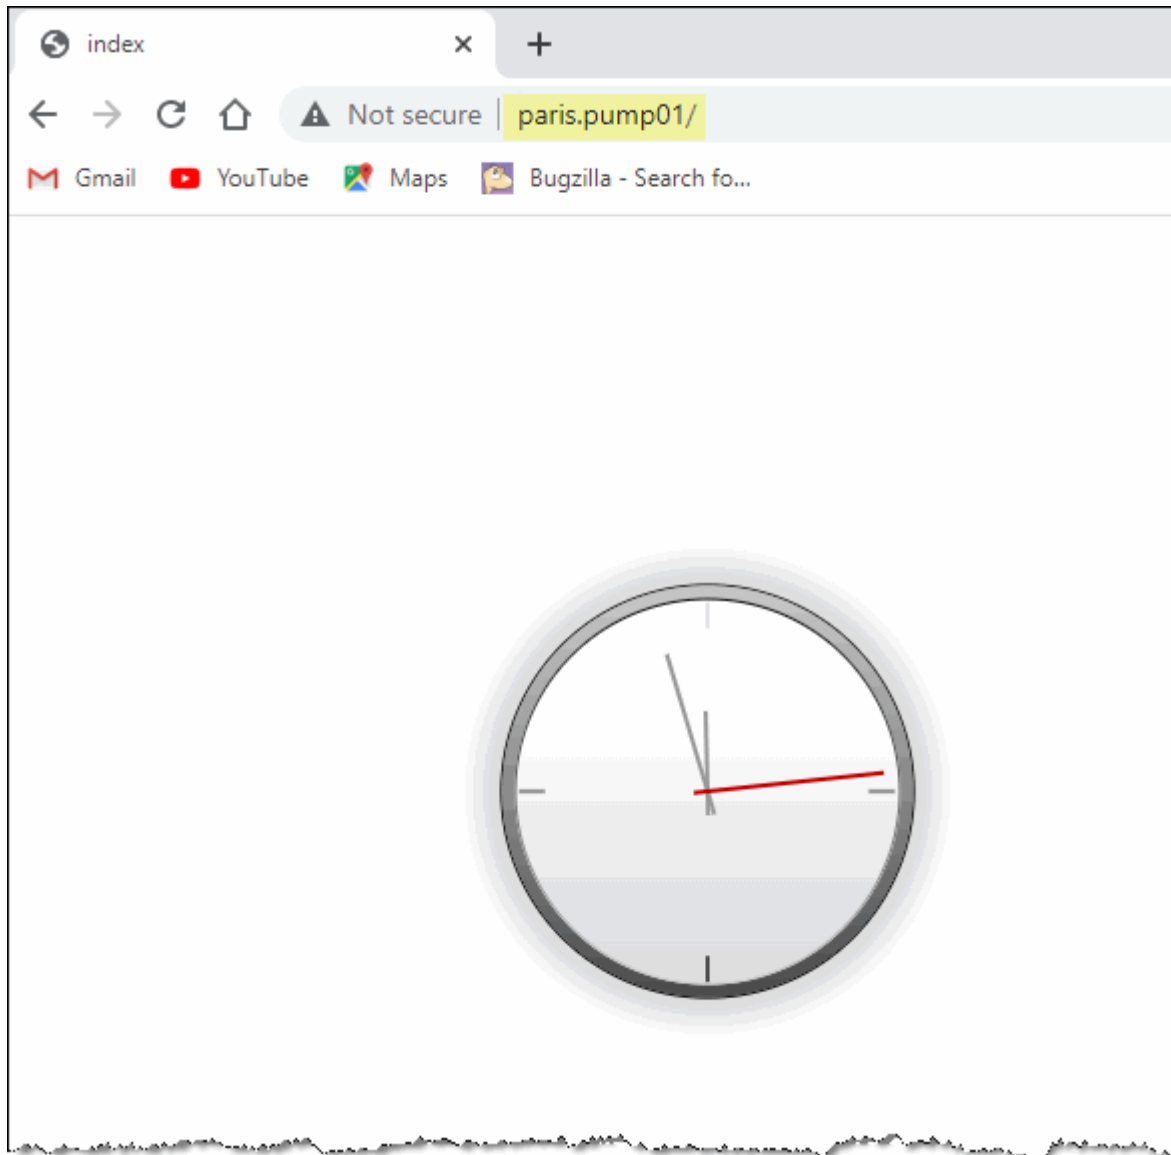 index
Not secure paris.pump01/
Gmail YouTube Maps Bugzilla - Search fo...